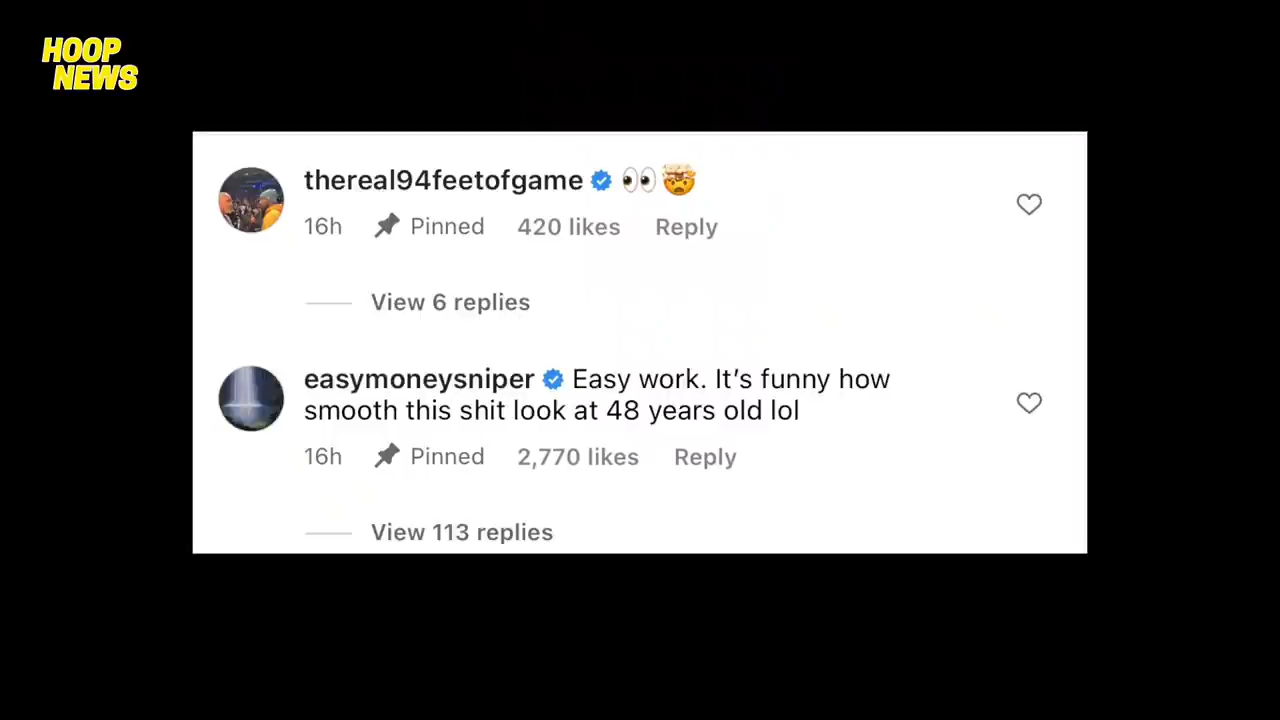 HOOP
NEWS
thereal94feetofgame 👀🤯
16h Pinned 420 likes Reply
View 6 replies
easymoneysniper Easy work. It’s funny how
smooth this shit look at 48 years old lol
16h Pinned 2,770 likes Reply
View 113 replies